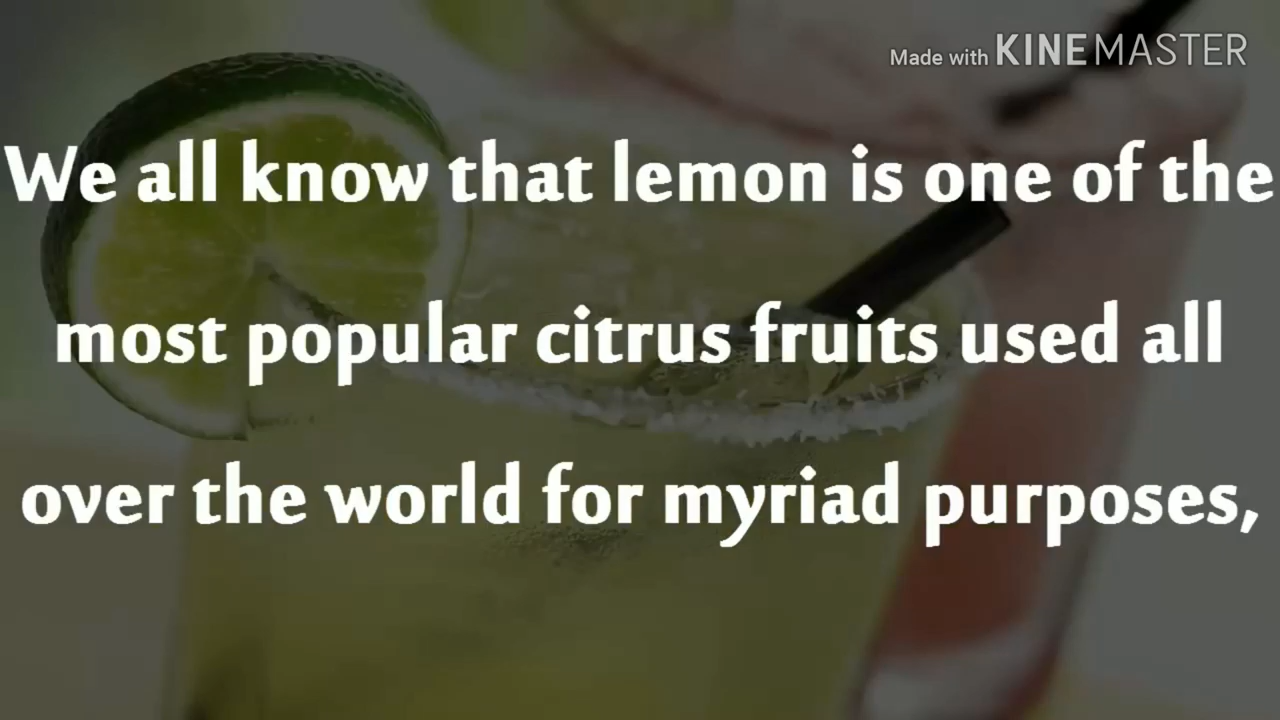 Made with KINEMASTER
We all know that lemon is one of the
most popular citrus fruits used all
over the world for myriad purposes,